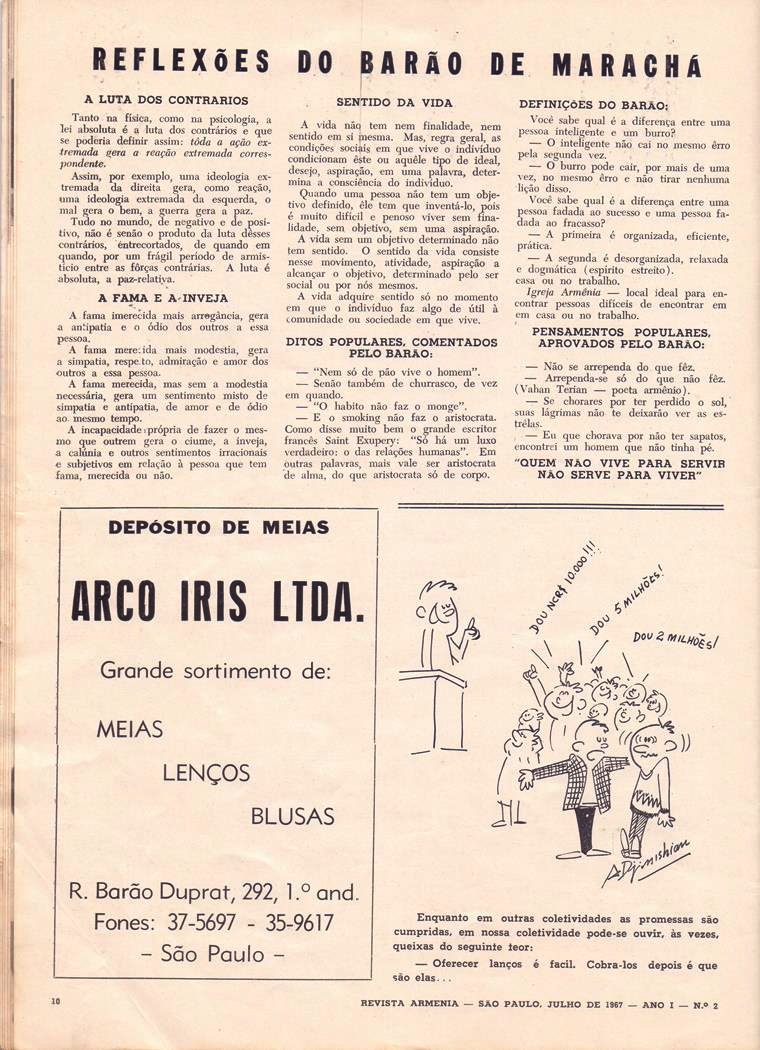 REFLEXÕES DO BARÃO DE MARACHÁ
A LUTA DOS CONTRARIOS
Tanto na física, como na psicologia, a
lei absoluta é a luta dos contrários e que
se poderia definir assim: tôda a ação ex-
tremada gera a reação extremada corres-
pondente.
Assim, por exemplo, uma ideologia ex-
tremada da direita gera, como reação,
uma ideologia extremada da esquerda, o
mal gera o bem, a guerra gera a paz.
Tudo no mundo, de negativo e de posi-
tivo, não é senão o produto da luta dêsses
contrários, entrecortados, de quando em
quando, por um frágil período de armis-
tício entre as fôrças contrárias. A luta é
absoluta, a paz-relativa.
A FAMA E A INVEJA
A fama imerecida mais arrogância, gera
a antipatia e o ódio dos outros a essa
pessoa.
A fama merecida mais modestia, gera
a simpatia, respeito, admiração e amor dos
outros a essa pessoa.
A fama merecida, mas sem a modestia
necessária, gera um sentimento misto de
simpatia e antipatia, de amor e de ódio
ao mesmo tempo.
A incapacidade própria de fazer o mes-
mo que outrem gera o ciume, a inveja,
a calúnia e outros sentimentos irracionais
e subjetivos em relação à pessoa que tem
fama, merecida ou não.
SENTIDO DA VIDA
A vida não tem nem finalidade, nem
sentido em si mesma. Mas, regra geral, as
condições sociais em que vive o indivíduo
condicionam êste ou aquêle tipo de ideal,
desejo, aspiração, em uma palavra, deter-
mina a consciência do individuo.
Quando uma pessoa não tem um obje-
tivo definido, êle tem que inventá-lo, pois
é muito difícil e penoso viver sem fina-
lidade, sem objetivo, sem uma aspiração.
A vida sem um objetivo determinado não
tem sentido. O sentido da vida consiste
nesse movimento, atividade, aspiração a
alcançar o objetivo, determinado pelo ser
social ou por nós mesmos.
A vida adquire sentido só no momento
em que o individuo faz algo de útil à
comunidade ou sociedade em que vive.
DITOS POPULARES, COMENTADOS
PELO BARÃO:
— "Nem só de pão vive o homem".
— Senão também de churrasco, de vez
em quando.
— "O habito não faz o monge".
— E o smoking não faz o aristocrata.
Como disse muito bem o grande escritor
francês Saint Exupery: "Só há um luxo
verdadeiro: o das relações humanas". Em
outras palavras, mais vale ser aristocrata
de alma, do que aristocrata só de corpo.
DEFINIÇÕES DO BARÃO:
Você sabe qual é a diferença entre uma
pessoa inteligente e um burro?
— O inteligente não cai no mesmo êrro
pela segunda vez.
— O burro pode cair, por mais de uma
vez, no mesmo êrro e não tirar nenhuma
lição disso.
Você sabe qual é a diferença entre uma
pessoa fadada ao sucesso e uma pessoa fa-
dada ao fracasso?
— A primeira é organizada, eficiente,
prática.
— A segunda é desorganizada, relaxada
e dogmática (espirito estreito).
casa ou no trabalho.
Igreja Armênia — local ideal para en-
contrar pessoas difíceis de encontrar em
em casa ou no trabalho.
PENSAMENTOS POPULARES,
APROVADOS PELO BARÃO:
— Não se arrependa do que fêz.
— Arrependa-se só do que não fêz.
(Vahan Terian — poeta armênio).
— Se chorares por ter perdido o sol,
suas lágrimas não te deixarão ver as es-
trêlas.
— Eu que chorava por não ter sapatos,
encontrei um homem que não tinha pé.
"QUEM NÃO VIVE PARA SERVIR
NÃO SERVE PARA VIVER"
DEPÓSITO DE MEIAS
ARCO IRIS LTDA.
Grande sortimento de:
MEIAS
LENÇOS
BLUSAS
R. Barão Duprat, 292, 1.º and.
Fones: 37-5697 - 35-9617
– São Paulo –
DOU NCR$ 10.000!!!
DOU 5 MILHÕES!
DOU 2 MILHÕES!
A Djinishian
Enquanto em outras coletividades as promessas são
cumpridas, em nossa coletividade pode-se ouvir, às vezes,
queixas do seguinte teor:
— Oferecer lanços é facil. Cobra-los depois é que
são elas...
10
REVISTA ARMENIA — SÃO PAULO, JULHO DE 1967 — ANO I — N.º 2